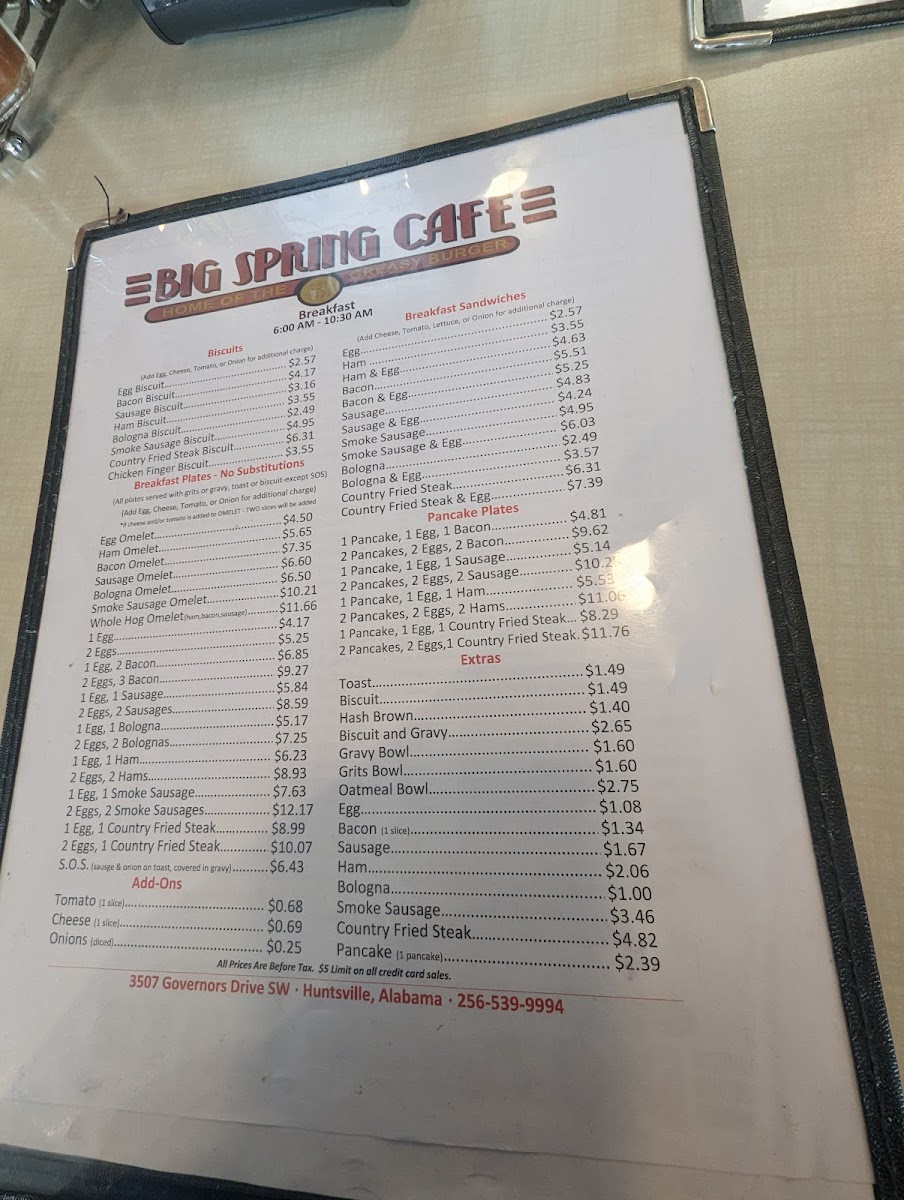 BIG SPRING CAFE
HOME OF THE GREASY BURGER
Breakfast
6:00 AM - 10:30 AM
Biscuits
(Add Egg, Cheese, Tomato, or Onion for additional charge)
Egg Biscuit $2.57
Bacon Biscuit $4.17
Sausage Biscuit $3.16
Ham Biscuit $3.55
Bologna Biscuit $2.49
Smoke Sausage Biscuit $4.95
Country Fried Steak Biscuit $6.31
Chicken Finger Biscuit $3.55
Breakfast Plates - No Substitutions
(All plates served with grits or gravy, toast or biscuit-except SOS)
(Add Egg, Cheese, Tomato, or Onion for additional charge)
*if cheese and/or tomato is added to OMELET - TWO slices will be added
Egg Omelet $4.50
Ham Omelet $5.65
Bacon Omelet $7.35
Sausage Omelet $6.60
Bologna Omelet $6.50
Smoke Sausage Omelet $10.21
Whole Hog Omelet (ham,bacon,sausage) $11.66
1 Egg $4.17
2 Eggs $5.25
1 Egg, 2 Bacon $6.85
2 Eggs, 3 Bacon $9.27
1 Egg, 1 Sausage $5.84
2 Eggs, 2 Sausages $8.59
1 Egg, 1 Bologna $5.17
2 Eggs, 2 Bolognas $7.25
1 Egg, 1 Ham $6.23
2 Eggs, 2 Hams $8.93
1 Egg, 1 Smoke Sausage $7.63
2 Eggs, 2 Smoke Sausages $12.17
1 Egg, 1 Country Fried Steak $8.99
2 Eggs, 1 Country Fried Steak $10.07
S.O.S. (sausge & onion on toast, covered in gravy) $6.43
Add-Ons
Tomato (1 slice) $0.68
Cheese (1 slice) $0.69
Onions (diced) $0.25
Breakfast Sandwiches
(Add Cheese, Tomato, Lettuce, or Onion for additional charge)
Egg $2.57
Ham $3.55
Ham & Egg $4.63
Bacon $5.51
Bacon & Egg $5.25
Sausage $4.83
Sausage & Egg $4.24
Smoke Sausage $4.95
Smoke Sausage & Egg $6.03
Bologna $2.49
Bologna & Egg $3.57
Country Fried Steak $6.31
Country Fried Steak & Egg $7.39
Pancake Plates
1 Pancake, 1 Egg, 1 Bacon $4.81
2 Pancakes, 2 Eggs, 2 Bacon $9.62
1 Pancake, 1 Egg, 1 Sausage $5.14
2 Pancakes, 2 Eggs, 2 Sausage
1 Pancake, 1 Egg, 1 Ham $5.53
2 Pancakes, 2 Eggs, 2 Hams $11.06
1 Pancake, 1 Egg, 1 Country Fried Steak $8.29
2 Pancakes, 2 Eggs,1 Country Fried Steak $11.76
Extras
Toast $1.49
Biscuit $1.49
Hash Brown $1.40
Biscuit and Gravy $2.65
Gravy Bowl $1.60
Grits Bowl $1.60
Oatmeal Bowl $2.75
Egg $1.08
Bacon (1 slice) $1.34
Sausage $1.67
Ham $2.06
Bologna $1.00
Smoke Sausage $3.46
Country Fried Steak $4.82
Pancake (1 pancake) $2.39
All Prices Are Before Tax. $5 Limit on all credit card sales.
3507 Governors Drive SW · Huntsville, Alabama · 256-539-9994